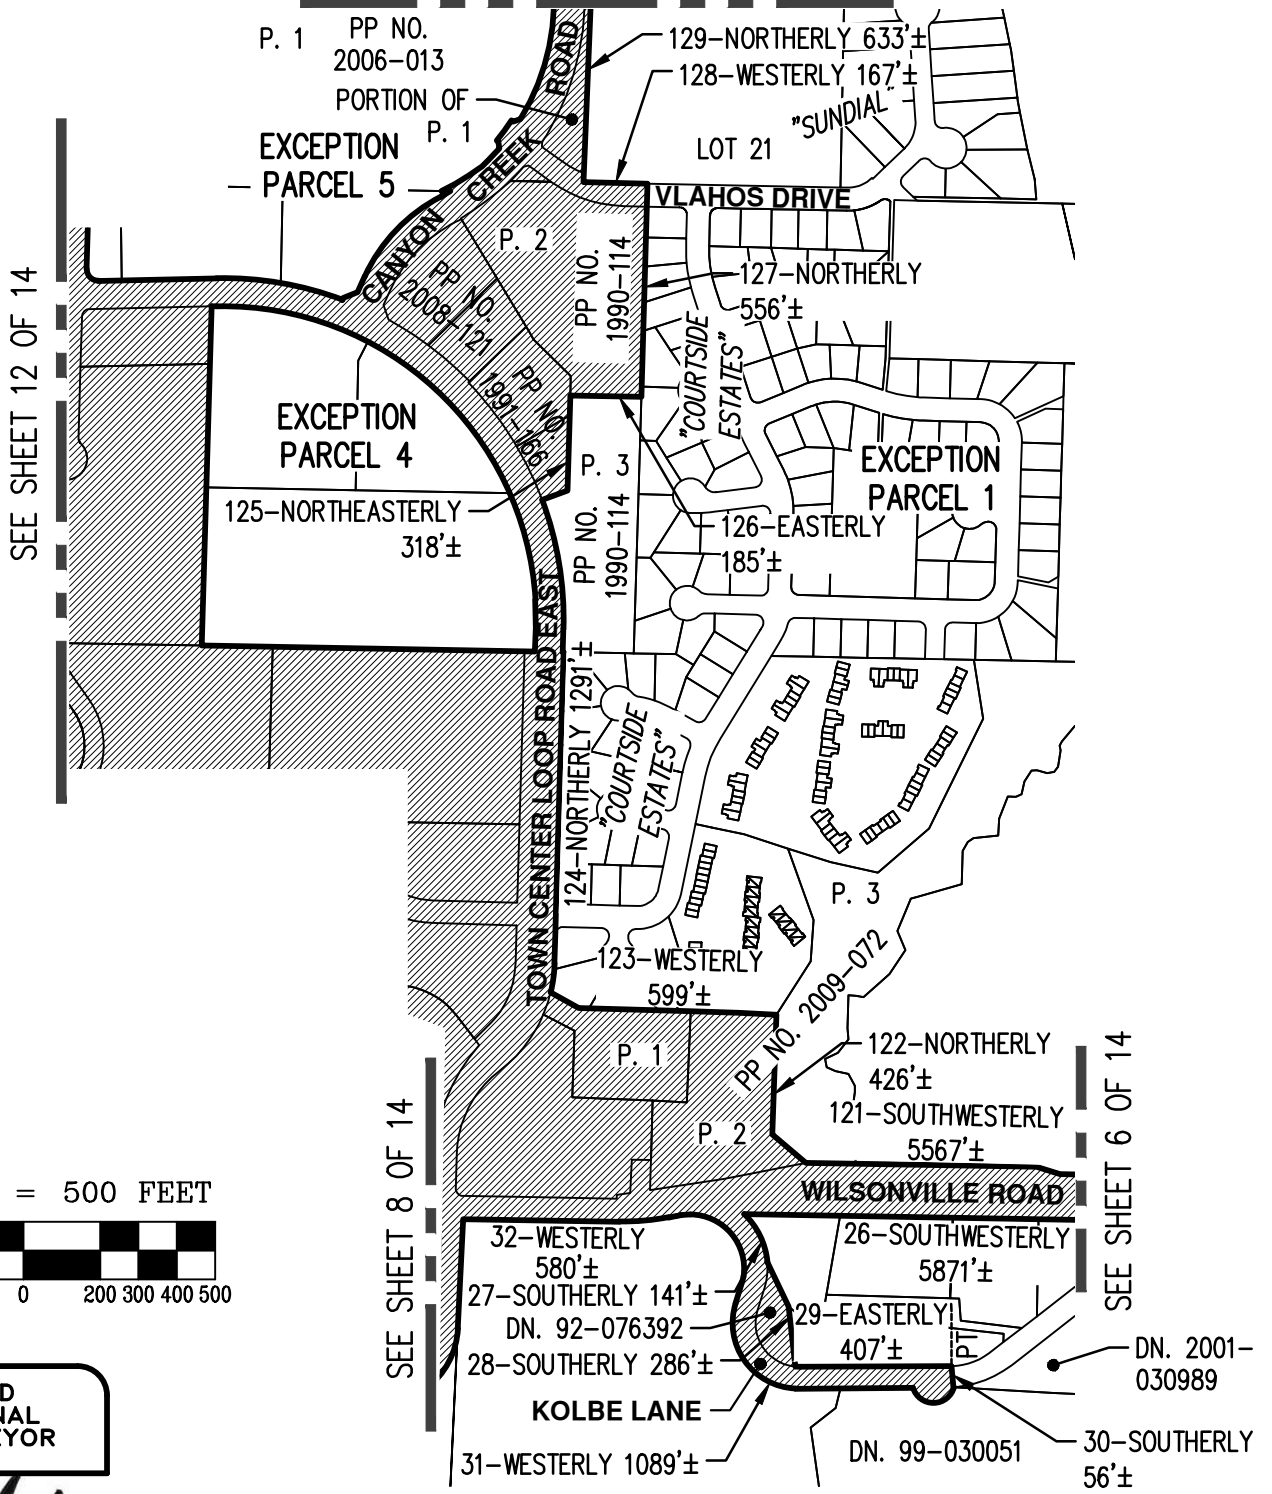 P. 1
PP NO.
2006-013
PORTION OF
P. 1
ROAD
129-NORTHERLY 633'±
128-WESTERLY 167'±
"SUNDIAL"
LOT 21
EXCEPTION
PARCEL 5
CANYON CREEK
VLAHOS DRIVE
P. 2
PP NO.
2008-121
PP NO.
1990-114
127-NORTHERLY
556'±
"COURTSIDE
ESTATES"
SEE SHEET 12 OF 14
EXCEPTION
PARCEL 4
PP NO.
1991-166
P. 3
PP NO.
1990-114
EXCEPTION
PARCEL 1
125-NORTHEASTERLY
318'±
126-EASTERLY
185'±
TOWN CENTER LOOP ROAD EAST
124-NORTHERLY 1291'±
"COURTSIDE
ESTATES"
P. 3
PP NO. 2009-072
123-WESTERLY
599'±
P. 1
P. 2
122-NORTHERLY
426'±
121-SOUTHWESTERLY
5567'±
SEE SHEET 8 OF 14
SEE SHEET 6 OF 14
WILSONVILLE ROAD
= 500 FEET
0 200 300 400 500
32-WESTERLY
580'±
26-SOUTHWESTERLY
5871'±
27-SOUTHERLY 141'±
DN. 92-076392
29-EASTERLY
407'±
PT
28-SOUTHERLY 286'±
KOLBE LANE
31-WESTERLY 1089'±
DN. 99-030051
DN. 2001-
030989
30-SOUTHERLY
56'±
D
NAL
EYOR